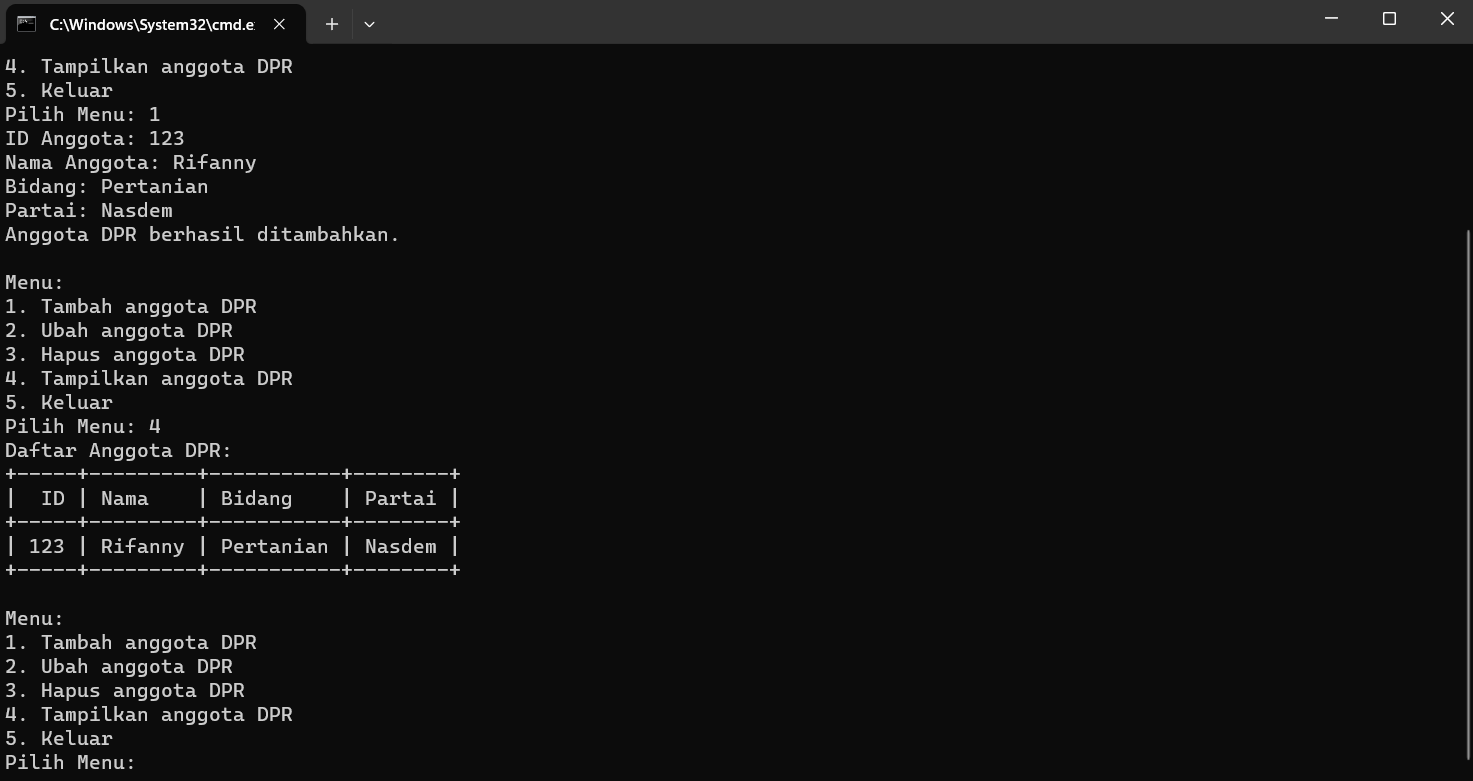 C:\Windows\System32\cmd.e
4. Tampilkan anggota DPR
5. Keluar
Pilih Menu: 1
ID Anggota: 123
Nama Anggota: Rifanny
Bidang: Pertanian
Partai: Nasdem
Anggota DPR berhasil ditambahkan.
Menu:
1. Tambah anggota DPR
2. Ubah anggota DPR
3. Hapus anggota DPR
4. Tampilkan anggota DPR
5. Keluar
Pilih Menu: 4
Daftar Anggota DPR:
+-----+---------+-----------+--------+
|  ID | Nama    | Bidang    | Partai |
+-----+---------+-----------+--------+
| 123 | Rifanny | Pertanian | Nasdem |
+-----+---------+-----------+--------+
Menu:
1. Tambah anggota DPR
2. Ubah anggota DPR
3. Hapus anggota DPR
4. Tampilkan anggota DPR
5. Keluar
Pilih Menu: